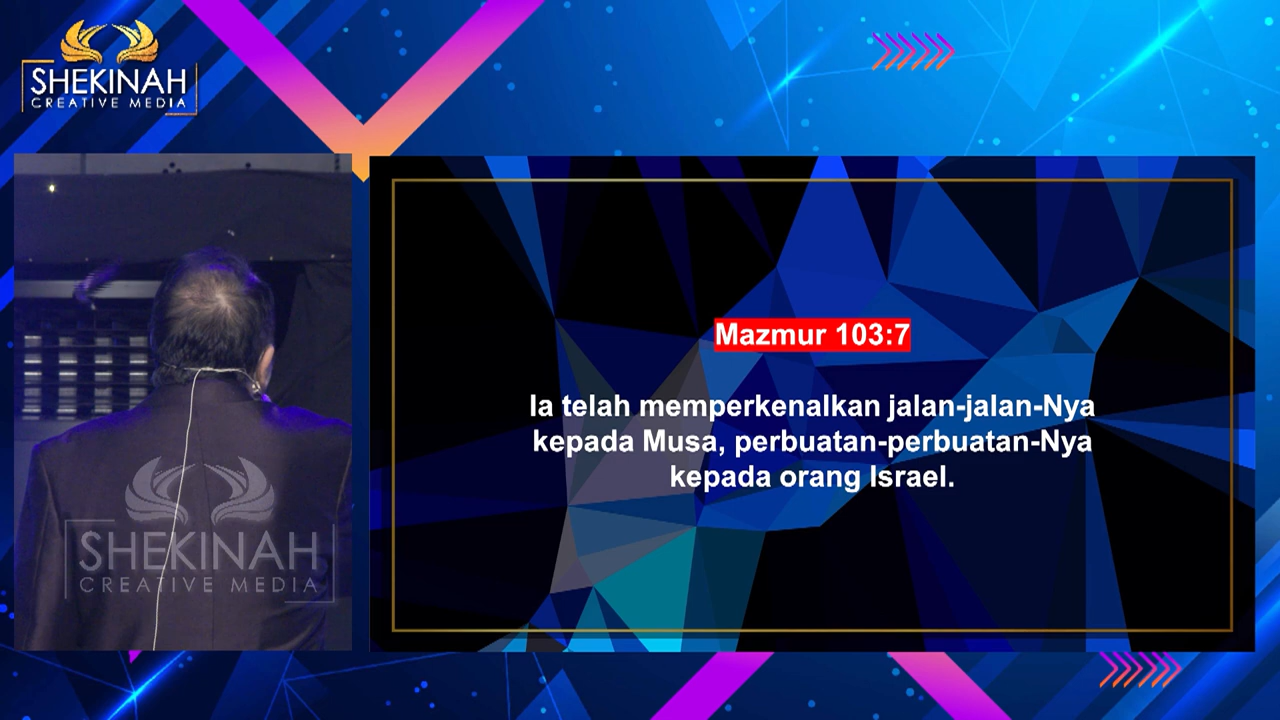 SHEKINAH
CREATIVE MEDIA
Mazmur 103:7
Ia telah memperkenalkan jalan-jalan-Nya
kepada Musa, perbuatan-perbuatan-Nya
kepada orang Israel.
SHEKINAH
CREATIVE MEDIA